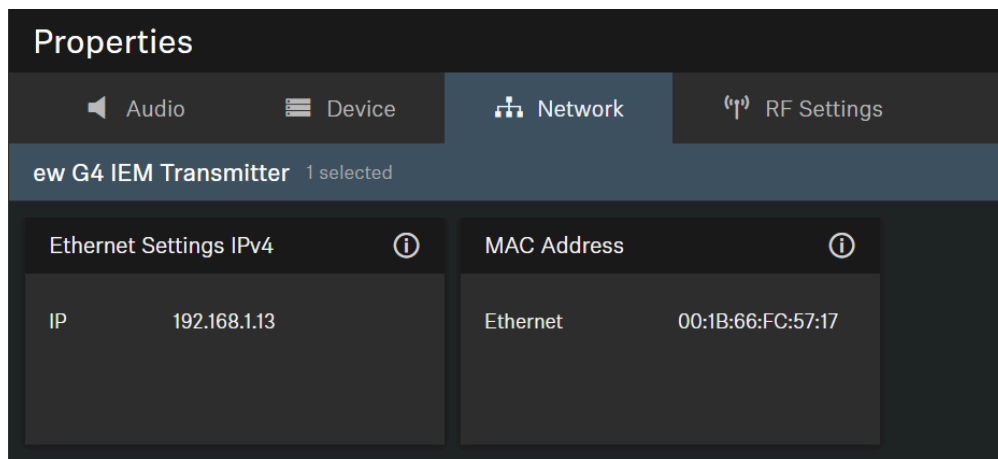 Properties
Audio Device Network RF Settings
ew G4 IEM Transmitter 1 selected
Ethernet Settings IPv4
IP 192.168.1.13
MAC Address
Ethernet 00:1B:66:FC:57:17